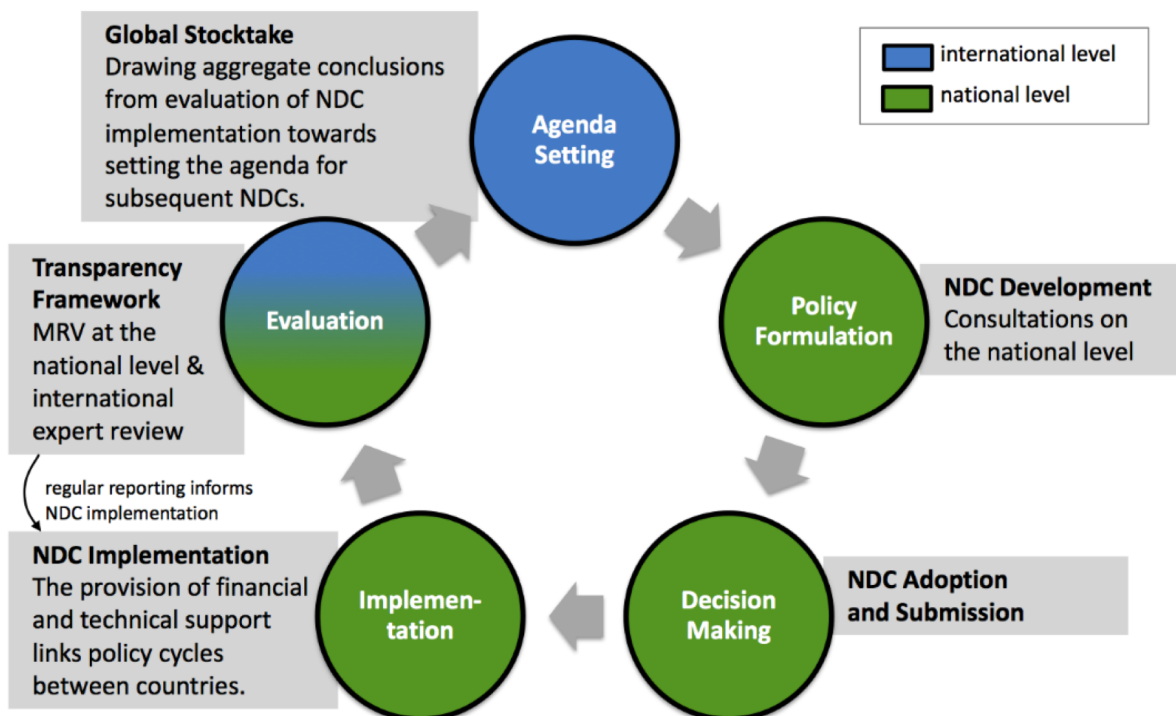 Global Stocktake
Drawing aggregate conclusions
from evaluation of NDC
implementation towards
setting the agenda for
subsequent NDCs.
Agenda
Setting
international level
national level
Policy
Formulation
NDC Development
Consultations on
the national level
Decision
Making
NDC Adoption
and Submission
Implemen-
tation
NDC Implementation
The provision of financial
and technical support
links policy cycles
between countries.
regular reporting informs
NDC implementation
Transparency
Framework
MRV at the
national level &
international
expert review
Evaluation